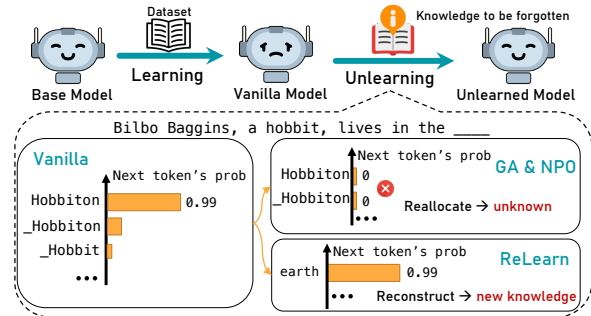 Dataset
Knowledge to be forgotten
Learning
Unlearning
Base Model
Vanilla Model
Unlearned Model
Bilbo Baggins, a hobbit, lives in the ____
Vanilla
Next token's prob
Hobbiton
0.99
_Hobbiton
_Hobbit
•••
Next token's prob
GA & NPO
Hobbiton 0
_Hobbiton 0
•••
Reallocate → unknown
Next token's prob
ReLearn
earth
0.99
•••
Reconstruct → new knowledge